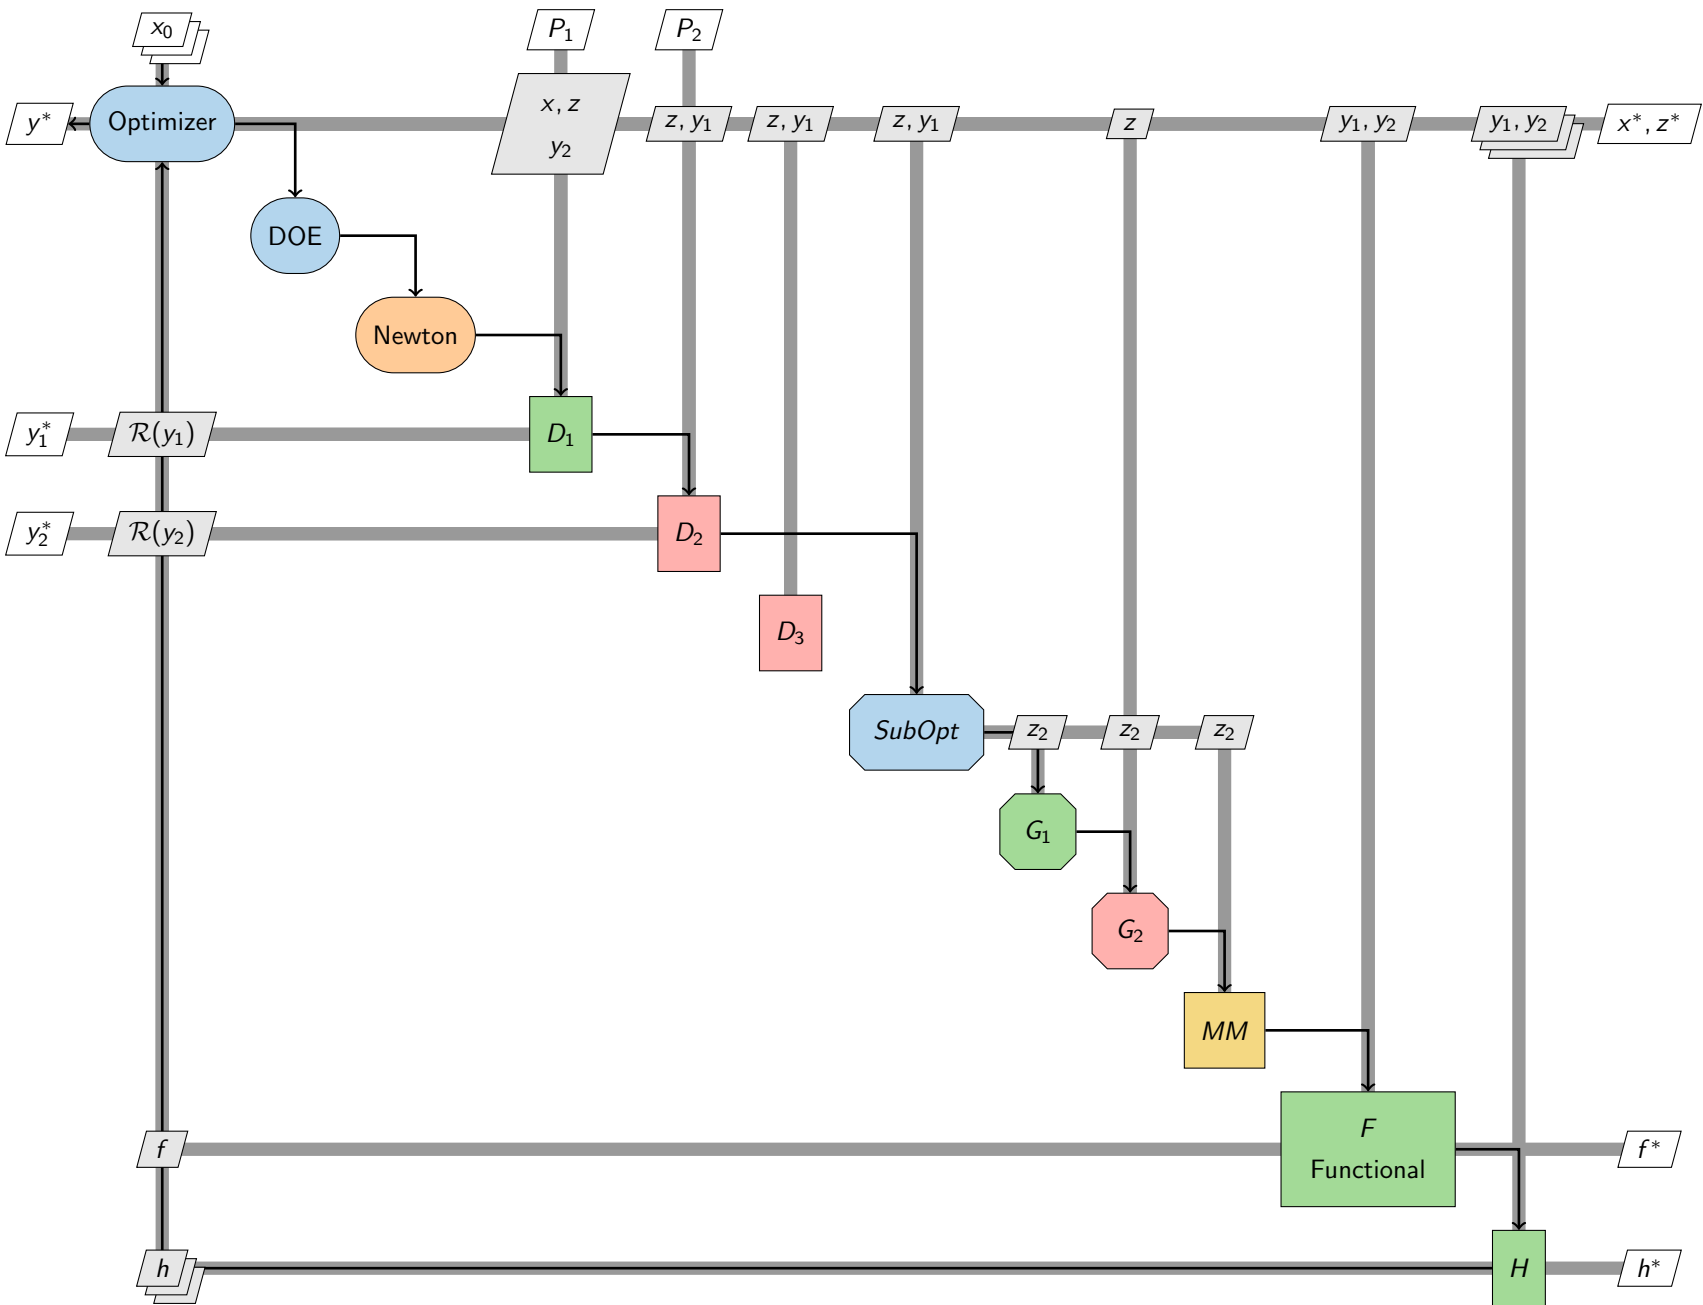 x₀ P₁ P₂
y* Optimizer x, z z, y₁ z, y₁ z, y₁ z y₁, y₂ y₁, y₂ x*, z*
y₂
DOE
Newton
y₁* ℛ(y₁) D₁
y₂* ℛ(y₂) D₂
D₃
SubOpt z₂ z₂ z₂
G₁
G₂
MM
F
f f*
Functional
h H h*